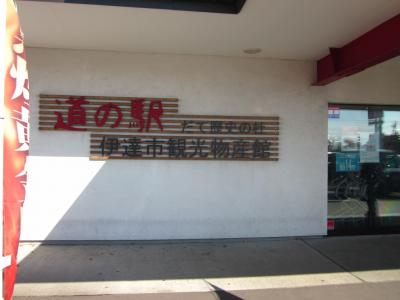 道の駅
だて歴史の杜
伊達市観光物産館